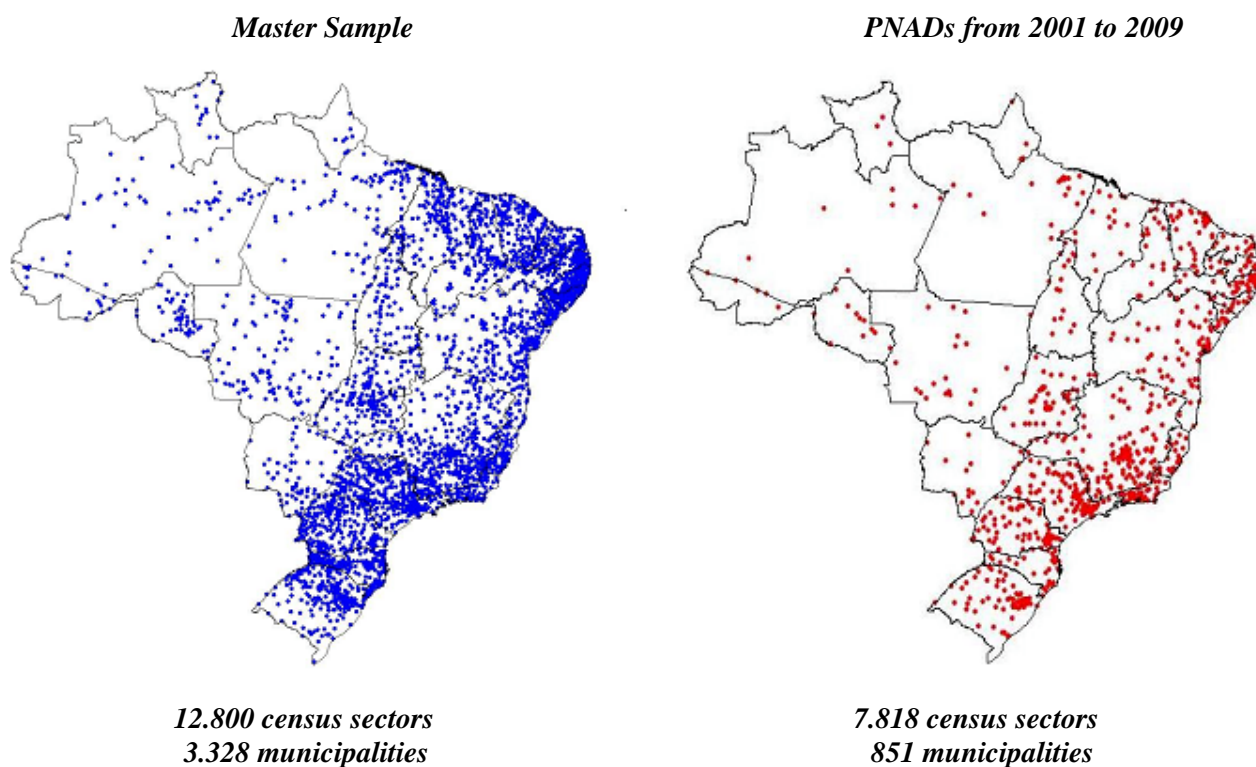 Master Sample
PNADs from 2001 to 2009
12.800 census sectors
3.328 municipalities
7.818 census sectors
851 municipalities